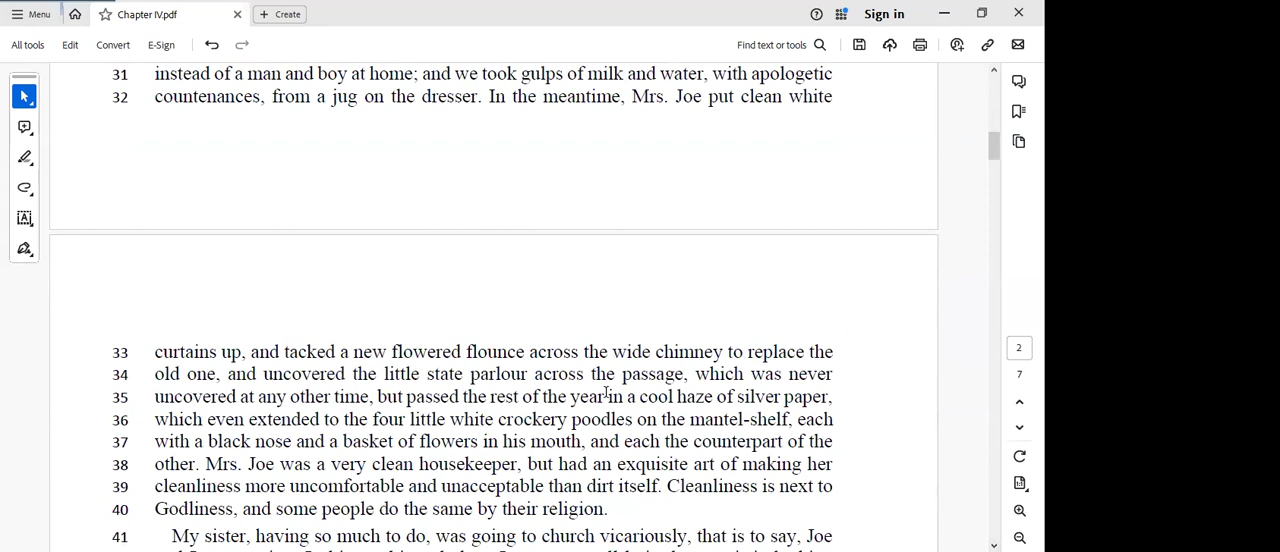 Menu Chapter IV.pdf Create Sign in
All tools Edit Convert E-Sign Find text or tools
31 instead of a man and boy at home; and we took gulps of milk and water, with apologetic
32 countenances, from a jug on the dresser. In the meantime, Mrs. Joe put clean white
33 curtains up, and tacked a new flowered flounce across the wide chimney to replace the
34 old one, and uncovered the little state parlour across the passage, which was never
35 uncovered at any other time, but passed the rest of the year in a cool haze of silver paper,
36 which even extended to the four little white crockery poodles on the mantel-shelf, each
37 with a black nose and a basket of flowers in his mouth, and each the counterpart of the
38 other. Mrs. Joe was a very clean housekeeper, but had an exquisite art of making her
39 cleanliness more uncomfortable and unacceptable than dirt itself. Cleanliness is next to
40 Godliness, and some people do the same by their religion.
41 My sister, having so much to do, was going to church vicariously, that is to say, Joe
2
7